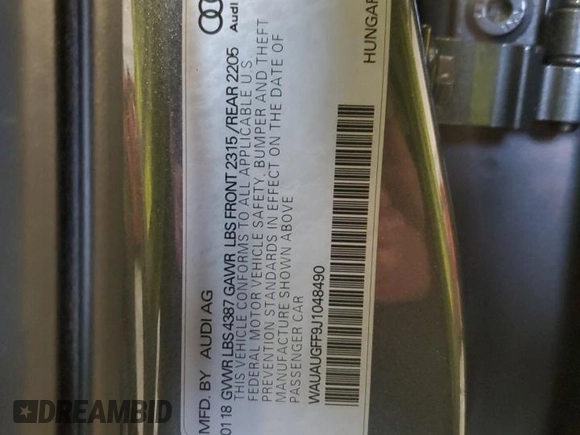 Audi
MFD. BY AUDI AG
0118 GVWR LBS 4387 GAWR LBS FRONT 2315 / REAR 2205
THIS VEHICLE CONFORMS TO ALL APPLICABLE U S
FEDERAL MOTOR VEHICLE SAFETY, BUMPER AND THEFT
PREVENTION STANDARDS IN EFFECT ON THE DATE OF
MANUFACTURE SHOWN ABOVE
PASSENGER CAR
WAUAUGFF9J1048490
DREAMBID